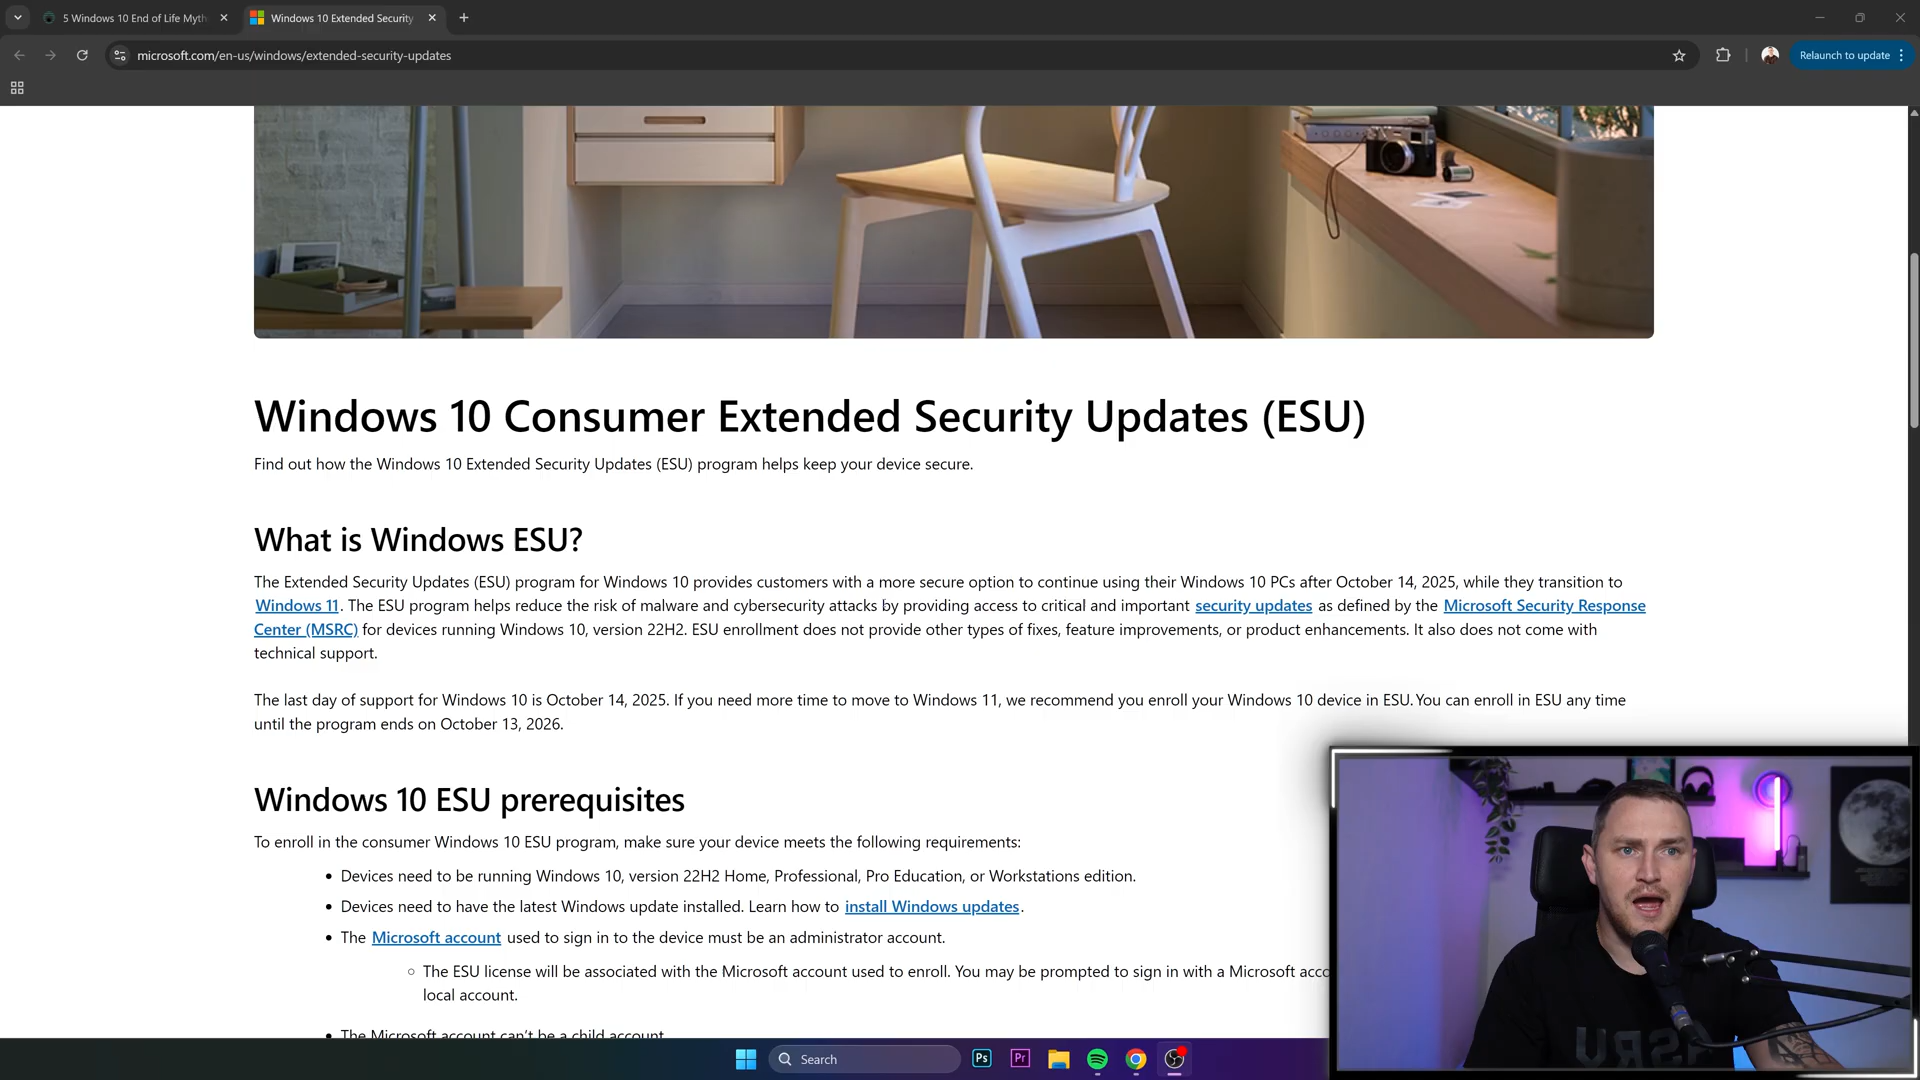 5 Windows 10 End of Life Myth
Windows 10 Extended Security
microsoft.com/en-us/windows/extended-security-updates
Relaunch to update
Windows 10 Consumer Extended Security Updates (ESU)
Find out how the Windows 10 Extended Security Updates (ESU) program helps keep your device secure.
What is Windows ESU?
The Extended Security Updates (ESU) program for Windows 10 provides customers with a more secure option to continue using their Windows 10 PCs after October 14, 2025, while they transition to
Windows 11. The ESU program helps reduce the risk of malware and cybersecurity attacks by providing access to critical and important security updates as defined by the Microsoft Security Response
Center (MSRC) for devices running Windows 10, version 22H2. ESU enrollment does not provide other types of fixes, feature improvements, or product enhancements. It also does not come with
technical support.
The last day of support for Windows 10 is October 14, 2025. If you need more time to move to Windows 11, we recommend you enroll your Windows 10 device in ESU. You can enroll in ESU any time
until the program ends on October 13, 2026.
Windows 10 ESU prerequisites
To enroll in the consumer Windows 10 ESU program, make sure your device meets the following requirements:
• Devices need to be running Windows 10, version 22H2 Home, Professional, Pro Education, or Workstations edition.
• Devices need to have the latest Windows update installed. Learn how to install Windows updates.
• The Microsoft account used to sign in to the device must be an administrator account.
○ The ESU license will be associated with the Microsoft account used to enroll. You may be prompted to sign in with a Microsoft acco
local account.
• The Microsoft account can't be a child account
Search
Ps
Pr